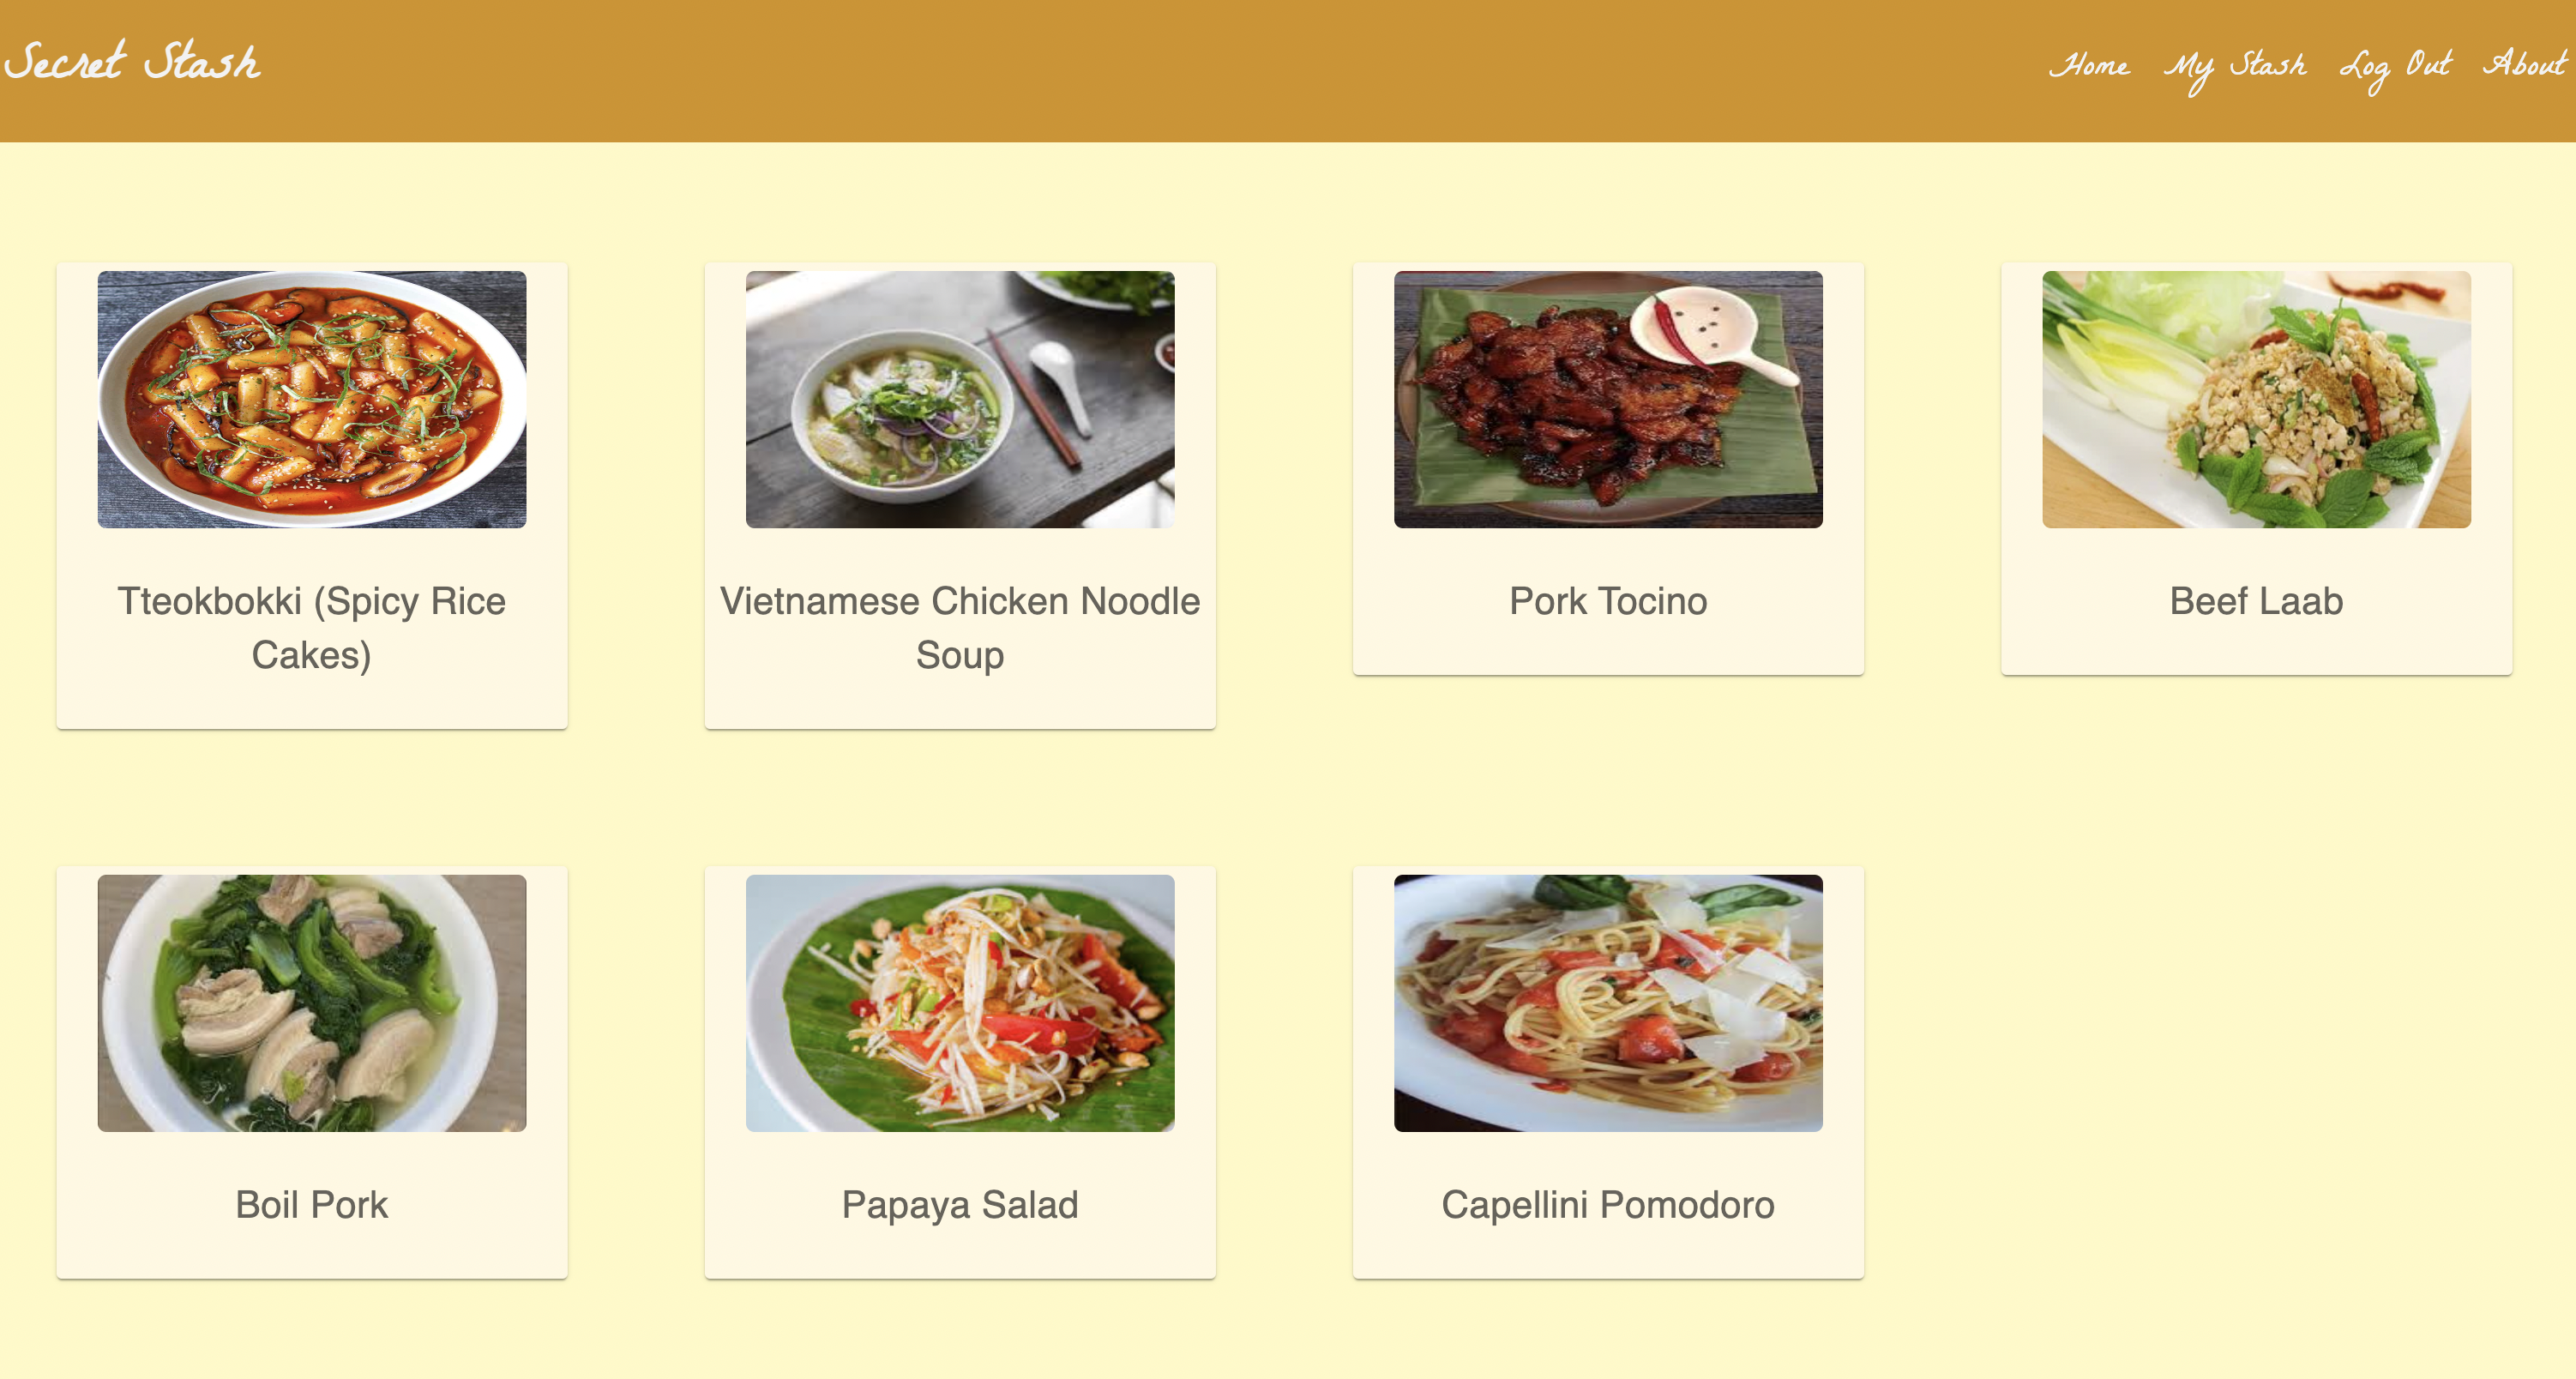 Secret Stash
Home My Stash Log Out About
Tteokbokki (Spicy Rice
Cakes)
Vietnamese Chicken Noodle
Soup
Pork Tocino
Beef Laab
Boil Pork
Papaya Salad
Capellini Pomodoro